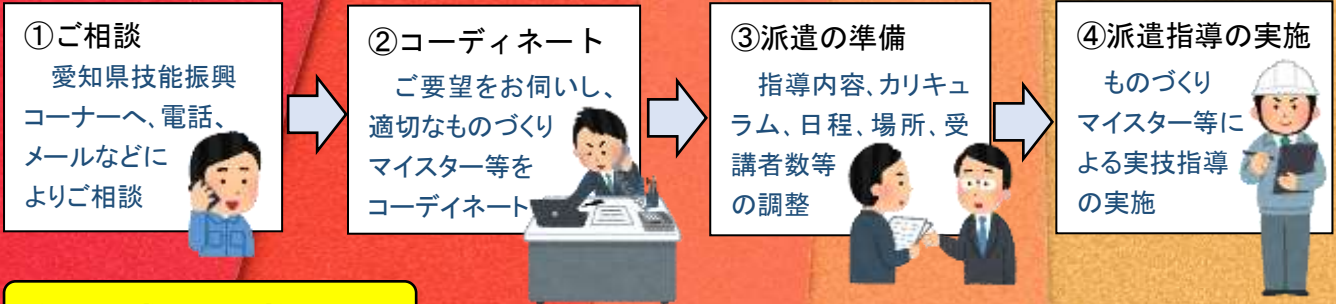 ①ご相談
愛知県技能振興
コーナーへ、電話、
メールなどに
よりご相談
②コーディネート
ご要望をお伺いし、
適切なものづくり
マイスター等を
コーデイネート
③派遣の準備
指導内容、カリキュ
ラム、日程、場所、受
講者数等
の調整
④派遣指導の実施
ものづくり
マイスター等に
よる実技指導
の実施